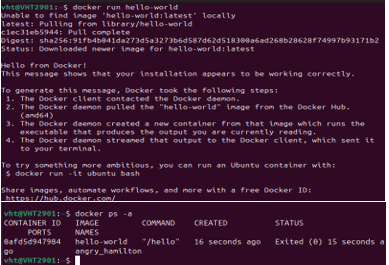 vht@VHT2901:~$ docker run hello-world
Unable to find image 'hello-world:latest' locally
latest: Pulling from library/hello-world
c1ec31eb5944: Pull complete
Digest: sha256:91fb4b041da273d5a3273b6d587d62d518300a6ad268b28628f74997b93171b2
Status: Downloaded newer image for hello-world:latest
Hello from Docker!
This message shows that your installation appears to be working correctly.
To generate this message, Docker took the following steps:
1. The Docker client contacted the Docker daemon.
2. The Docker daemon pulled the "hello-world" image from the Docker Hub.
(amd64)
3. The Docker daemon created a new container from that image which runs the
executable that produces the output you are currently reading.
4. The Docker daemon streamed that output to the Docker client, which sent it
to your terminal.
To try something more ambitious, you can run an Ubuntu container with:
$ docker run -it ubuntu bash
Share images, automate workflows, and more with a free Docker ID:
https://hub.docker.com/
vht@VHT2901:~$ docker ps -a
CONTAINER ID IMAGE COMMAND CREATED STATUS
PORTS NAMES
0afd5d947984 hello-world "/hello" 16 seconds ago Exited (0) 15 seconds a
go angry_hamilton
vht@VHT2901:~$